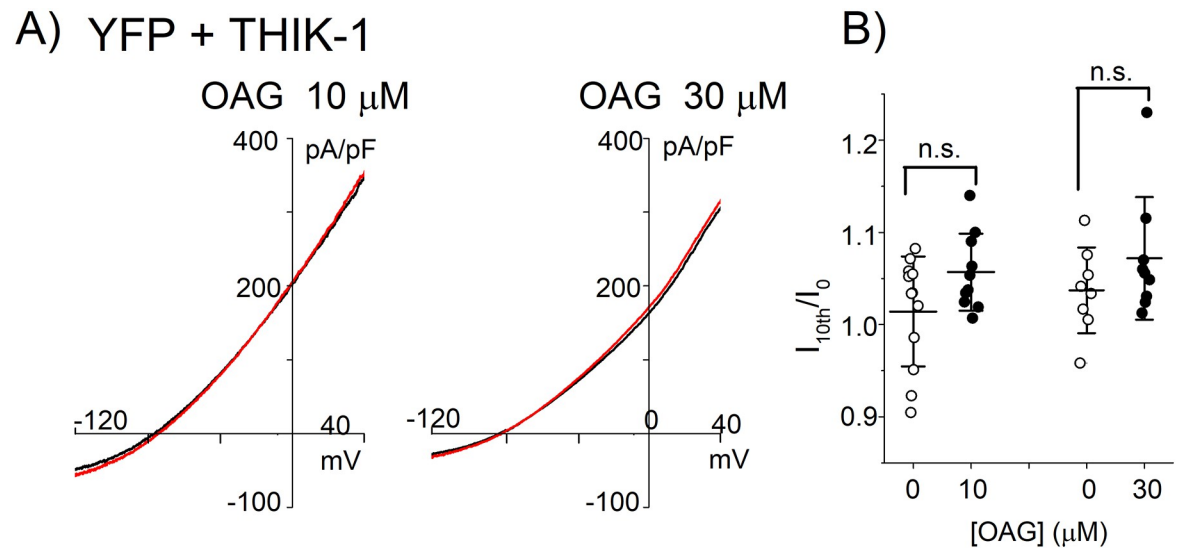 A) YFP + THIK-1
OAG 10 μM
400
pA/pF
200
-120
40
mV
-100
OAG 30 μM
400
pA/pF
200
-120
0
40
mV
-100
B)
n.s.
n.s.
1.2
1.1
1.0
0.9
I10th/I0
0
10
0
30
[OAG] (μM)